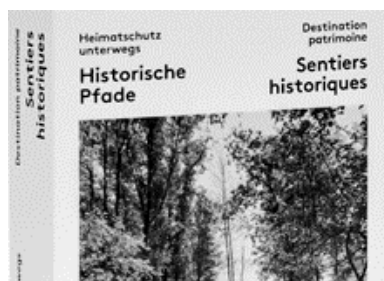 Heimatschutz
unterwegs
Historische
Pfade
Destination
patrimoine
Sentiers
historiques
Destination patrimoine
Sentiers
historiques